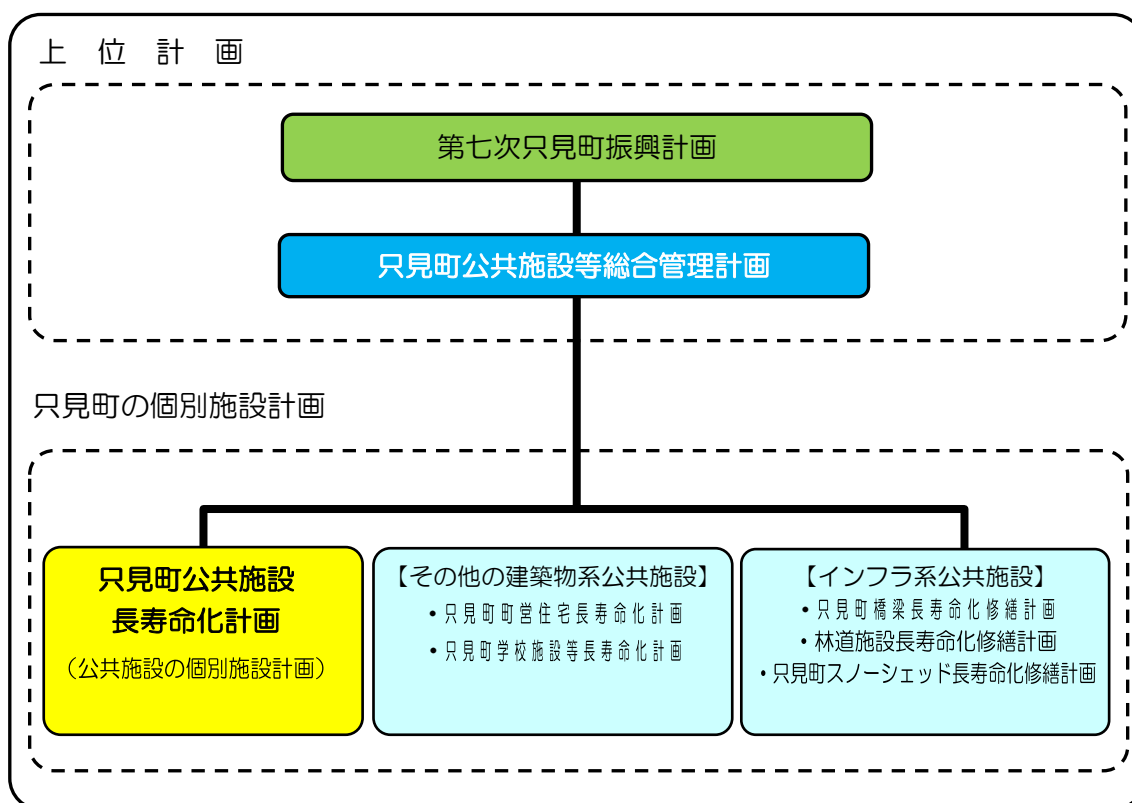 上位計画
第七次只見町振興計画
只見町公共施設等総合管理計画
只見町の個別施設計画
只見町公共施設
長寿命化計画
（公共施設の個別施設計画）
【その他の建築物系公共施設】
・只見町町営住宅長寿命化計画
・只見町学校施設等長寿命化計画
【インフラ系公共施設】
・只見町橋梁長寿命化修繕計画
・林道施設長寿命化修繕計画
・只見町スノーシェッド長寿命化修繕計画